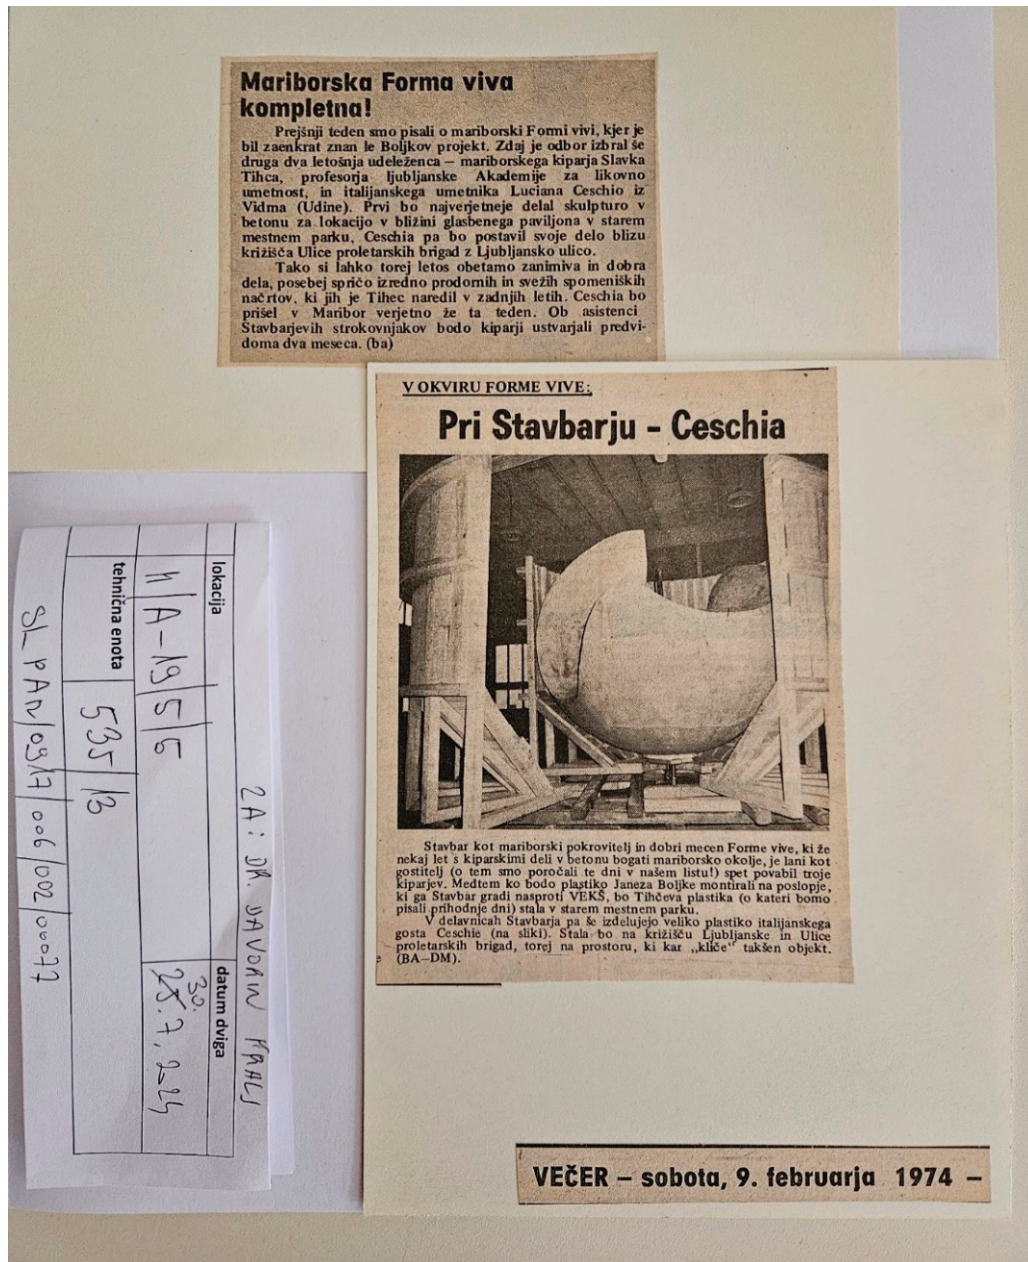 Mariborska Forma viva
kompletna!
Prejšnji teden smo pisali o mariborski Formi vivi, kjer je
bil zaenkrat znan le Boljkov projekt. Zdaj je odbor izbral še
druga dva letošnja udeleženca — mariborskega kiparja Slavka
Tihca, profesorja ljubljanske Akademije za likovno
umetnost, in italijanskega umetnika Luciana Ceschio iz
Vidma (Udine). Prvi bo najverjetneje delal skulpturo v
betonu za lokacijo v bližini glasbenega paviljona v starem
mestnem parku, Ceschia pa bo postavil svoje delo blizu
križišča Ulice proletarskih brigad z Ljubljansko ulico.
Tako si lahko torej letos obetamo zanimiva in dobra
dela, posebej spričo izredno prodornih in svežih spomeniških
načrtov, ki jih je Tihec naredil v zadnjih letih. Ceschia bo
prišel v Maribor verjetno že ta teden. Ob asistenci
Stavbarjevih strokovnjakov bodo kiparji ustvarjali predvi-
doma dva meseca. (ba)
V OKVIRU FORME VIVE:
Pri Stavbarju - Ceschia
Stavbar kot mariborski pokrovitelj in dobri mecen Forme vive, ki že
nekaj let s kiparskimi deli v betonu bogati mariborsko okolje, je lani kot
gostitelj (o tem smo poročali te dni v našem listu!) spet povabil troje
kiparjev. Medtem ko bodo plastiko Janeza Boljke montirali na poslopje,
ki ga Stavbar gradi nasproti VEKŠ, bo Tihčeva plastika (o kateri bomo
pisali prihodnje dni) stala v starem mestnem parku.
V delavnicah Stavbarja pa še izdelujejo veliko plastiko italijanskega
gosta Ceschie (na sliki). Stala bo na križišču Ljubljanske in Ulice
proletarskih brigad, torej na prostoru, ki kar „kliče“ takšen objekt.
(BA—DM).
VEČER — sobota, 9. februarja 1974 —
ZA: DR. DAVORIN KRALJ
lokacija
datum dviga
A-19/5/5
30.
25.7.2024
tehnična enota
535/13
006/002/00077